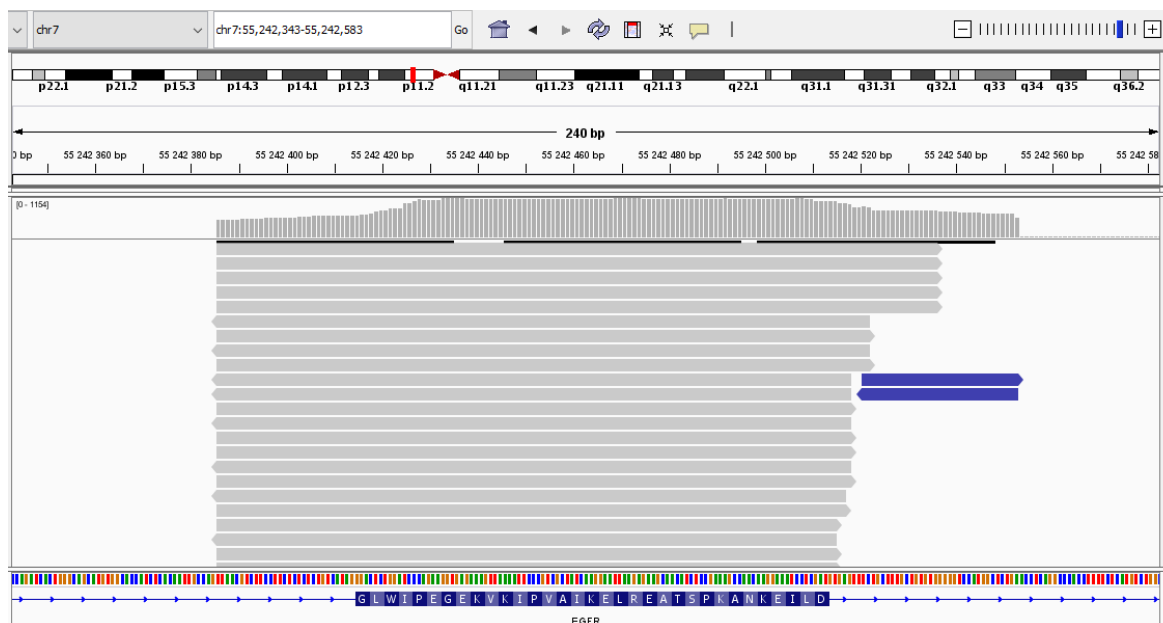 chr7 chr7:55,242,343-55,242,583 Go
p22.1 p21.2 p15.3 p14.3 p14.1 p12.3 p11.2 q11.21 q11.23 q21.11 q21.13 q22.1 q31.1 q31.31 q32.1 q33 q34 q35 q36.2
240 bp
bp 55 242 360 bp 55 242 380 bp 55 242 400 bp 55 242 420 bp 55 242 440 bp 55 242 460 bp 55 242 480 bp 55 242 500 bp 55 242 520 bp 55 242 540 bp 55 242 560 bp 55 242 58
[0 - 1154]
G L W I P E G E K V K I P V A I K E L R E A T S P K A N K E I L D
EGFR